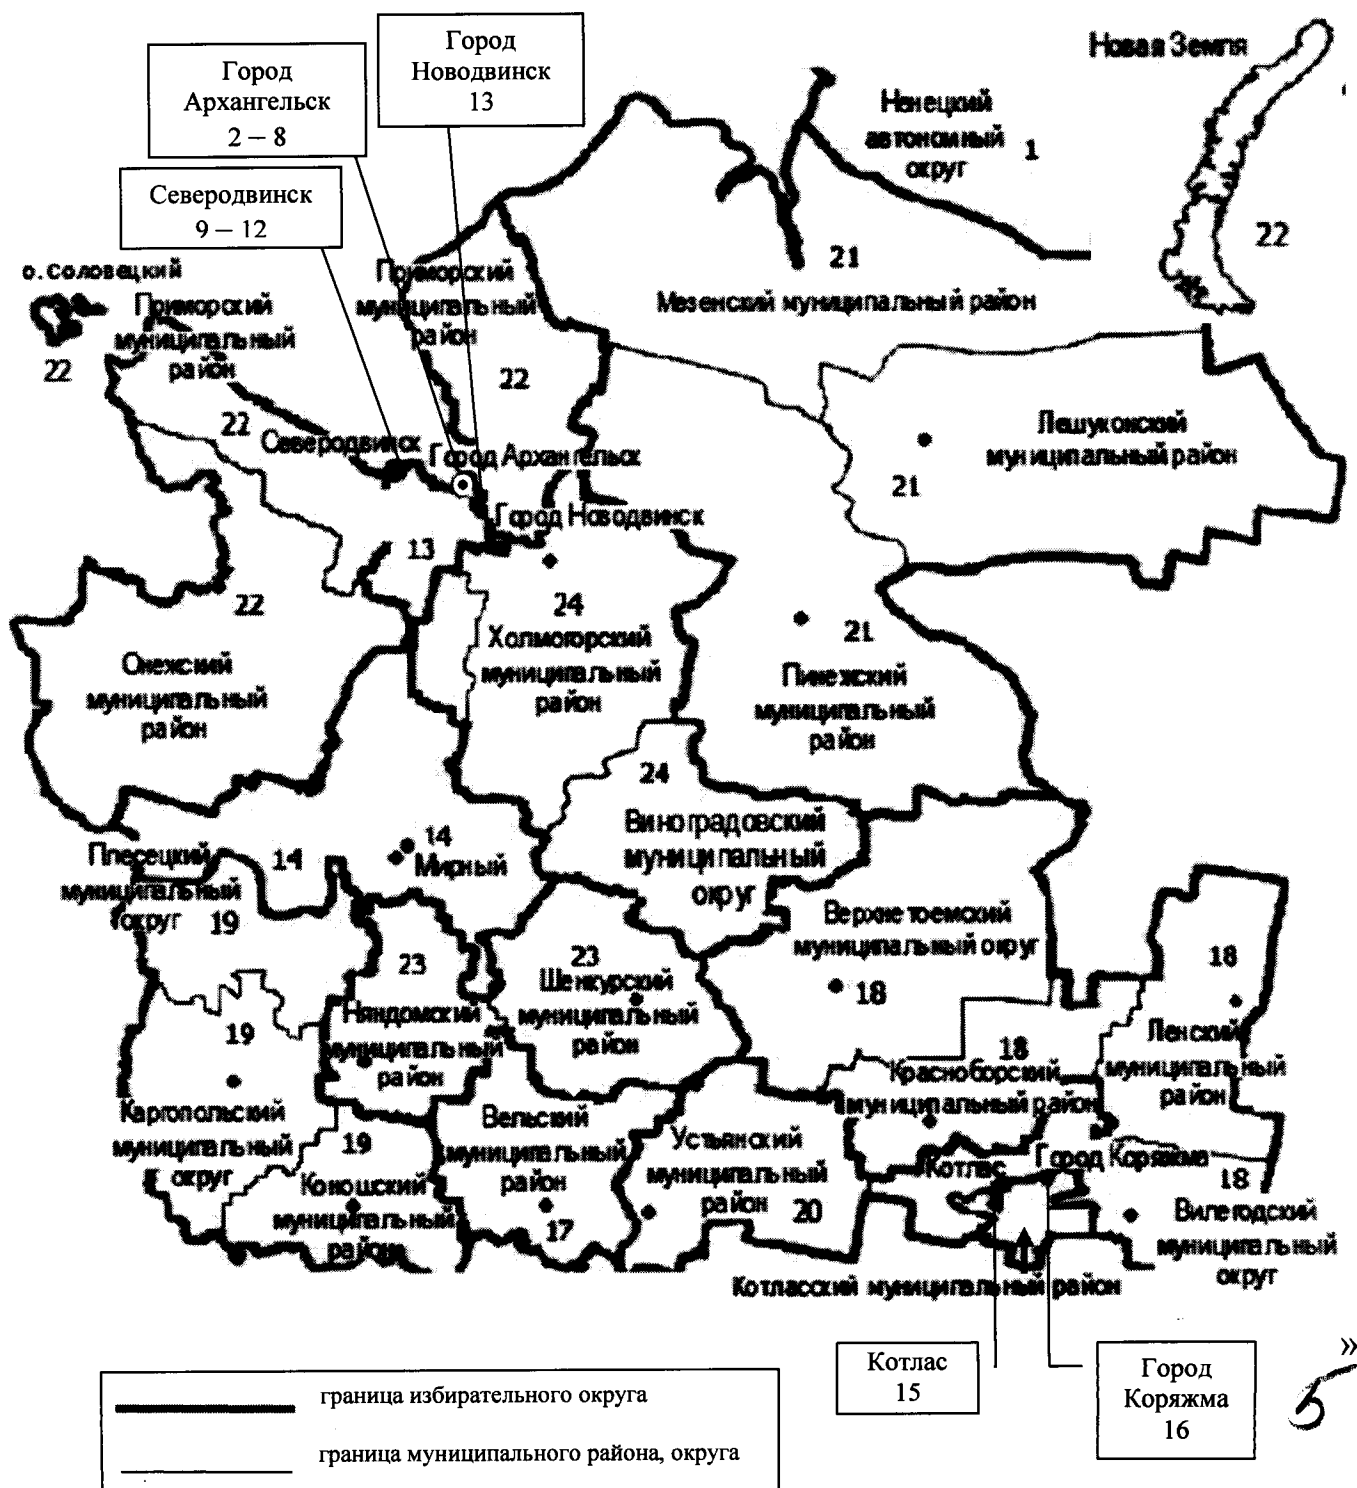 Город
Новодвинск
13
Город
Архангельск
2 – 8
Северодвинск
9 – 12
Новая Земля
22
Ненецкий
автономный
округ
1
21
Мезенский муниципальный район
о. Соловецкий
22
Приморский
муниципальный
район
22
Приморский
муниципальный
район
22
Северодвинск
Город Архангельск
Город Новодвинск
13
Лешуконский
муниципальный район
21
22
Онежский
муниципальный
район
24
Холмогорский
муниципальный
район
21
Пинежский
муниципальный
район
24
Виноградовский
муниципальный
округ
Плесецкий
муниципальный
округ
14
19
14
Мирный
23
Няндомский
муниципальный
район
23
Шенкурский
муниципальный
район
Верхнетоемский
муниципальный округ
18
18
Ленский
муниципальный
район
18
Красноборский
муниципальный район
19
Каргопольский
муниципальный
округ
19
Коношский
муниципальный
район
Вельский
муниципальный
район
17
Устьянский
муниципальный
район
20
Котлас
Город Коряжма
18
Вилегодский
муниципальный
округ
Котласский муниципальный район
Котлас
15
Город
Коряжма
16
»
5
граница избирательного округа
граница муниципального района, округа